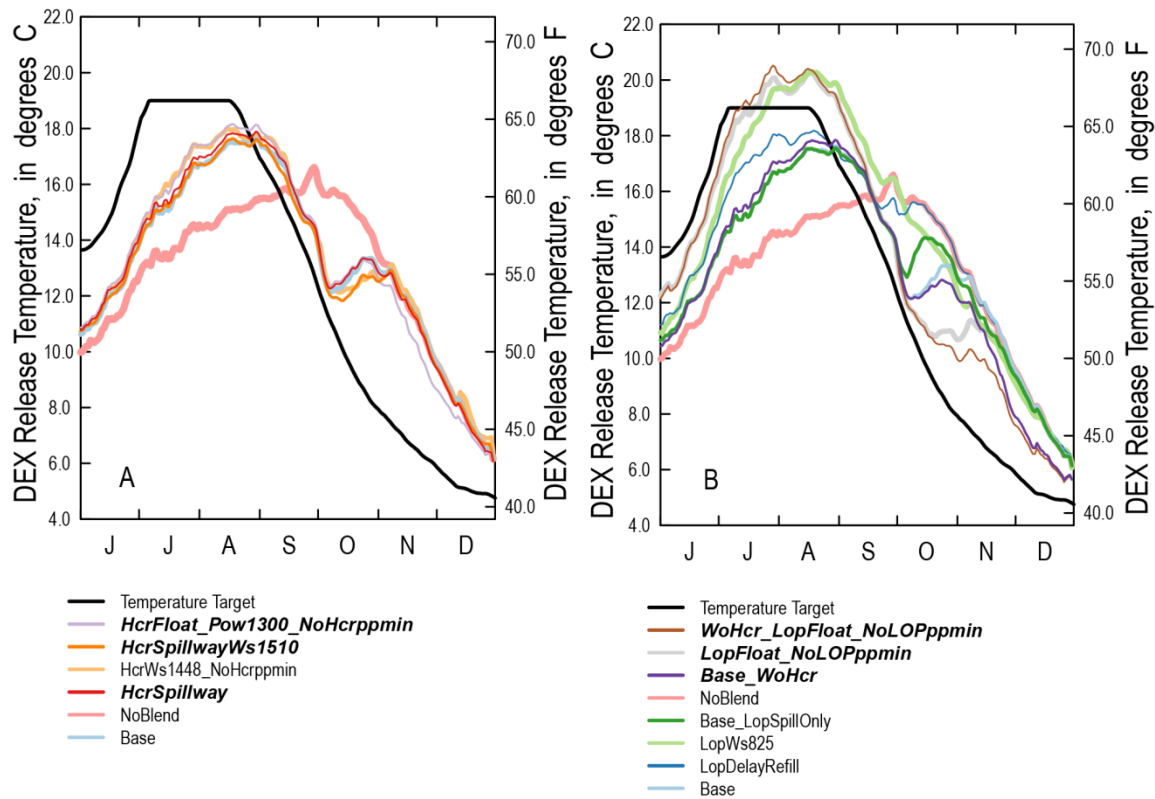 DEX Release Temperature, in degrees C
22.0
20.0
18.0
16.0
14.0
12.0
10.0
8.0
6.0
4.0
A
J J A S O N D
70.0
65.0
60.0
55.0
50.0
45.0
40.0
DEX Release Temperature, in degrees F
Temperature Target
HcrFloat_Pow1300_NoHcrppmin
HcrSpillwayWs1510
HcrWs1448_NoHcrppmin
HcrSpillway
NoBlend
Base
DEX Release Temperature, in degrees C
22.0
20.0
18.0
16.0
14.0
12.0
10.0
8.0
6.0
4.0
B
J J A S O N D
70.0
65.0
60.0
55.0
50.0
45.0
40.0
DEX Release Temperature, in degrees F
Temperature Target
WoHcr_LopFloat_NoLOPppmin
LopFloat_NoLOPppmin
Base_WoHcr
NoBlend
Base_LopSpillOnly
LopWs825
LopDelayRefill
Base